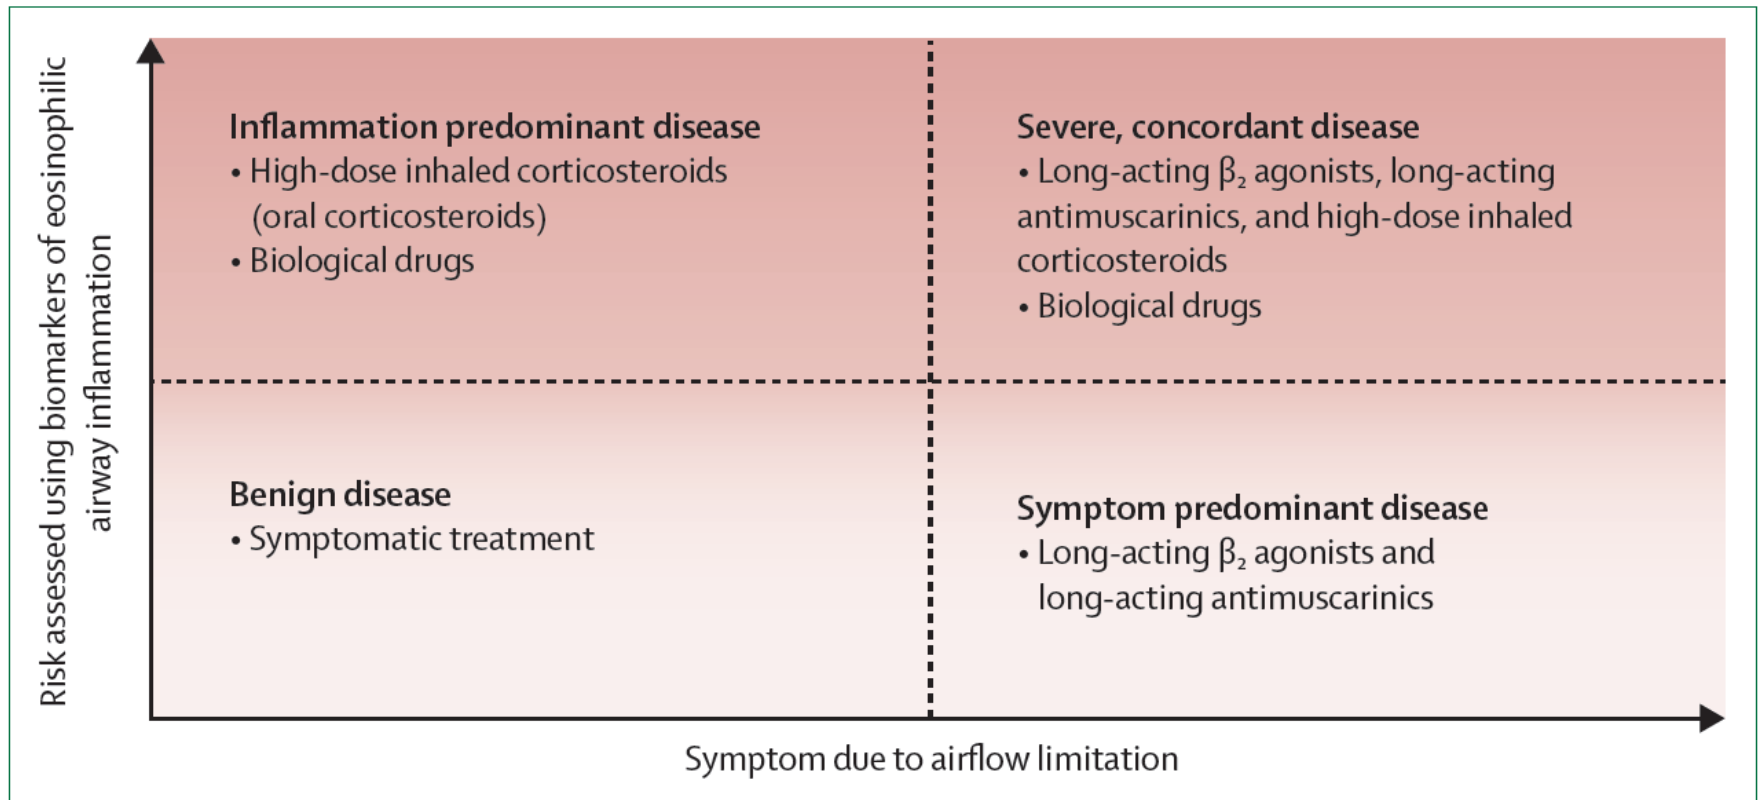 Risk assessed using biomarkers of eosinophilic
airway inflammation
Inflammation predominant disease
• High-dose inhaled corticosteroids
(oral corticosteroids)
• Biological drugs
Severe, concordant disease
• Long-acting β₂ agonists, long-acting
antimuscarinics, and high-dose inhaled
corticosteroids
• Biological drugs
Benign disease
• Symptomatic treatment
Symptom predominant disease
• Long-acting β₂ agonists and
long-acting antimuscarinics
Symptom due to airflow limitation